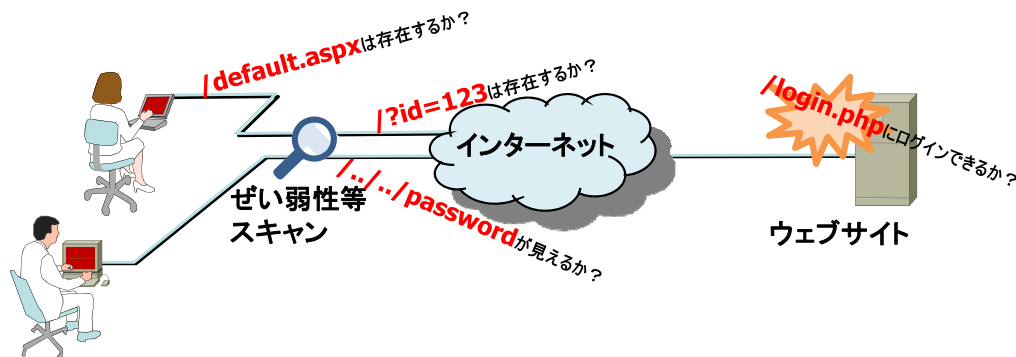 /default.aspxは存在するか？
/?id=123は存在するか？
/login.phpにログインできるか？
インターネット
/../../passwordが見えるか？
ぜい弱性等
スキャン
ウェブサイト